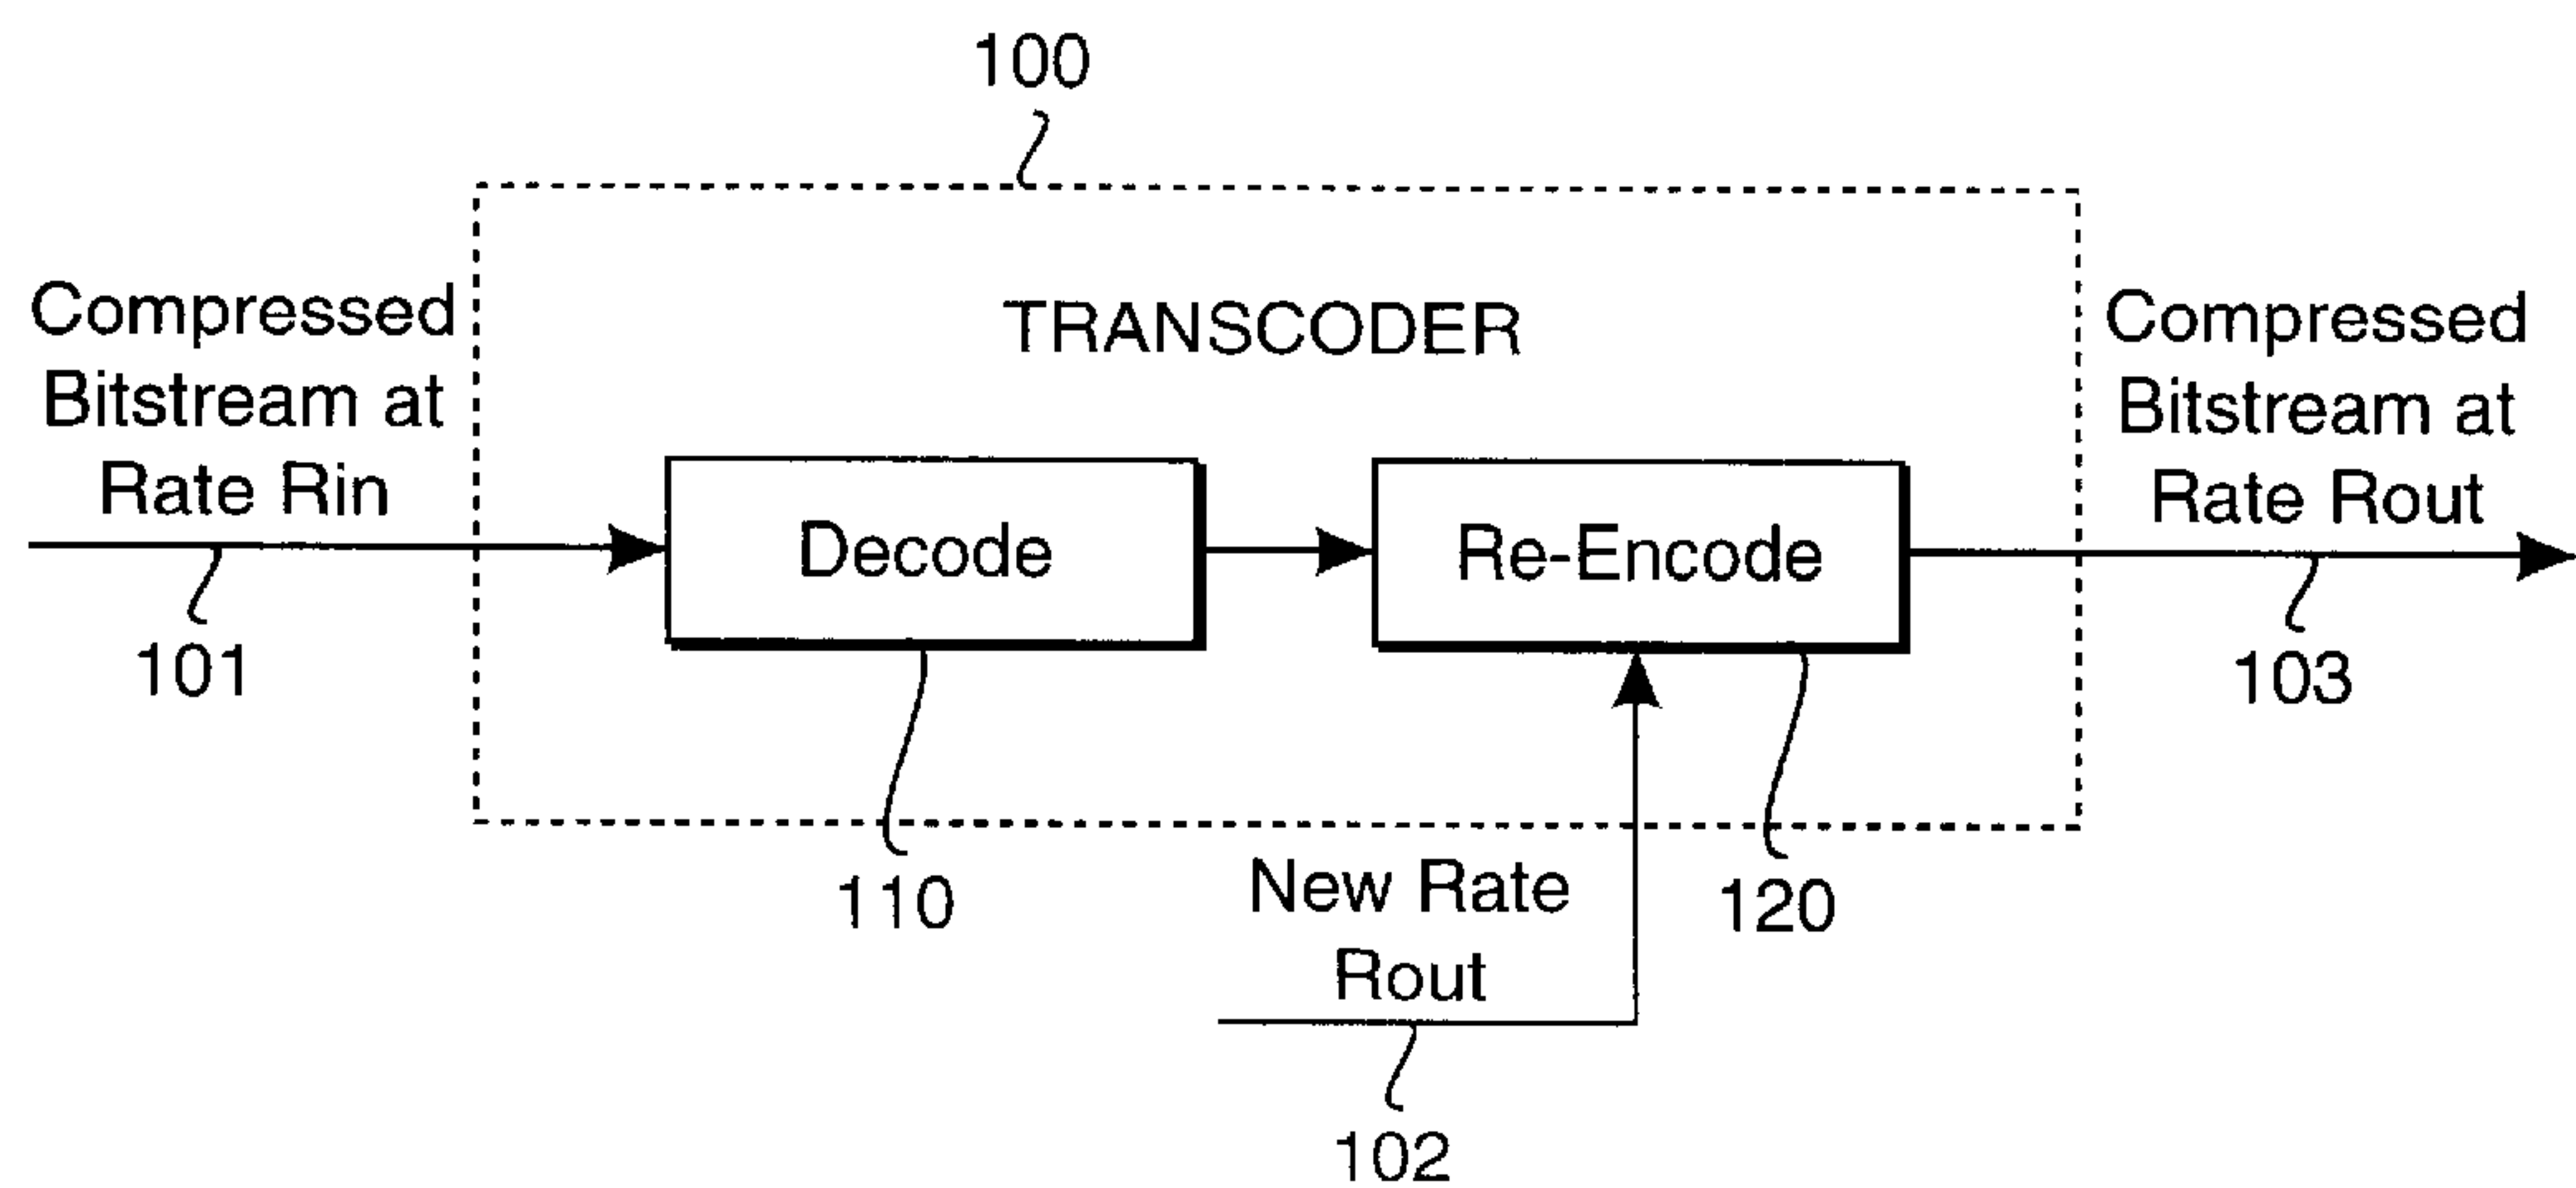 100
TRANSCODER
Compressed
Bitstream at
Rate Rin
101
Decode
110
Re-Encode
120
New Rate
Rout
102
Compressed
Bitstream at
Rate Rout
103